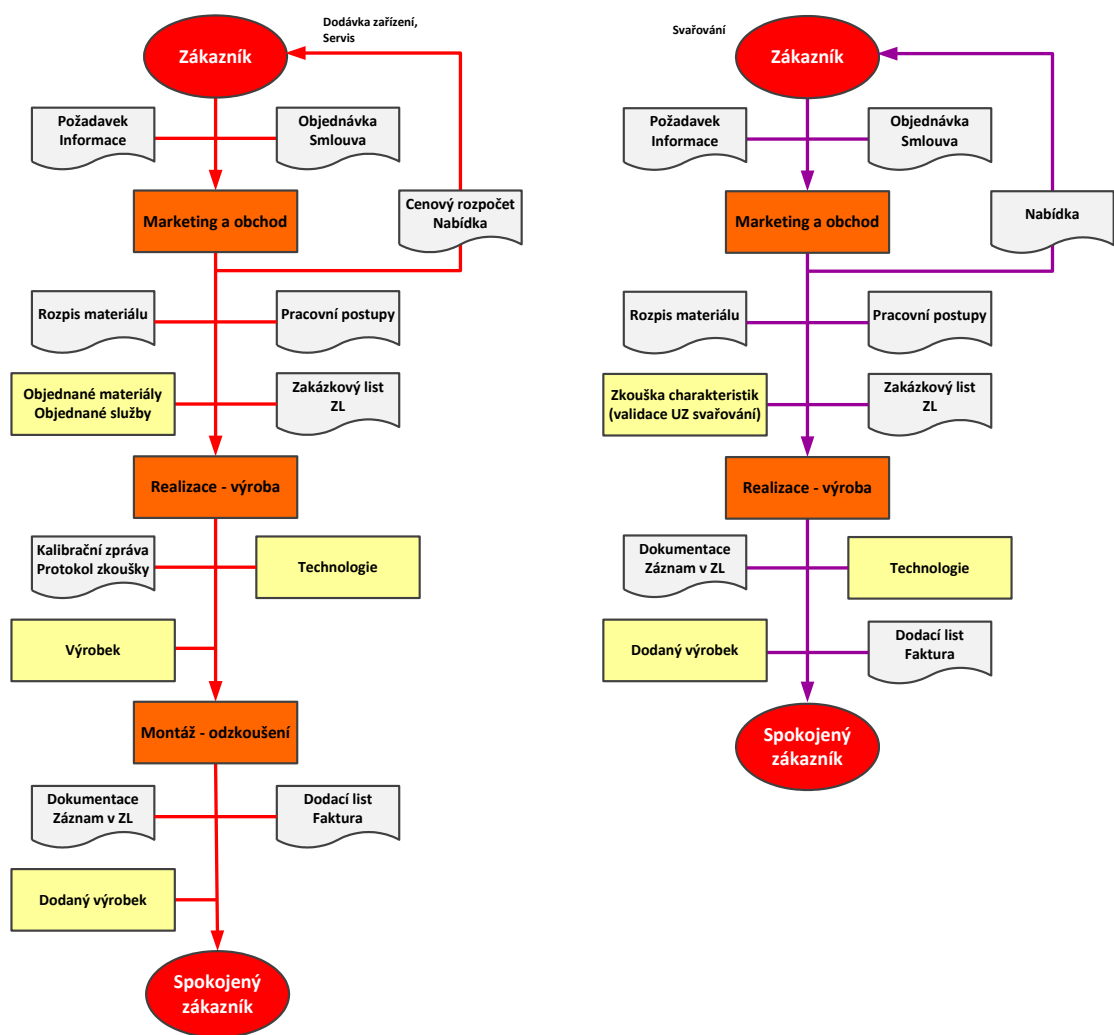 Dodávka zařízení,
Servis
Zákazník
Požadavek
Informace
Objednávka
Smlouva
Marketing a obchod
Cenový rozpočet
Nabídka
Rozpis materiálu
Pracovní postupy
Objednané materiály
Objednané služby
Zakázkový list
ZL
Realizace - výroba
Kalibrační zpráva
Protokol zkoušky
Technologie
Výrobek
Montáž - odzkoušení
Dokumentace
Záznam v ZL
Dodací list
Faktura
Dodaný výrobek
Spokojený
zákazník
Svařování
Zákazník
Požadavek
Informace
Objednávka
Smlouva
Marketing a obchod
Nabídka
Rozpis materiálu
Pracovní postupy
Zkouška charakteristik
(validace UZ svařování)
Zakázkový list
ZL
Realizace - výroba
Dokumentace
Záznam v ZL
Technologie
Dodaný výrobek
Dodací list
Faktura
Spokojený
zákazník